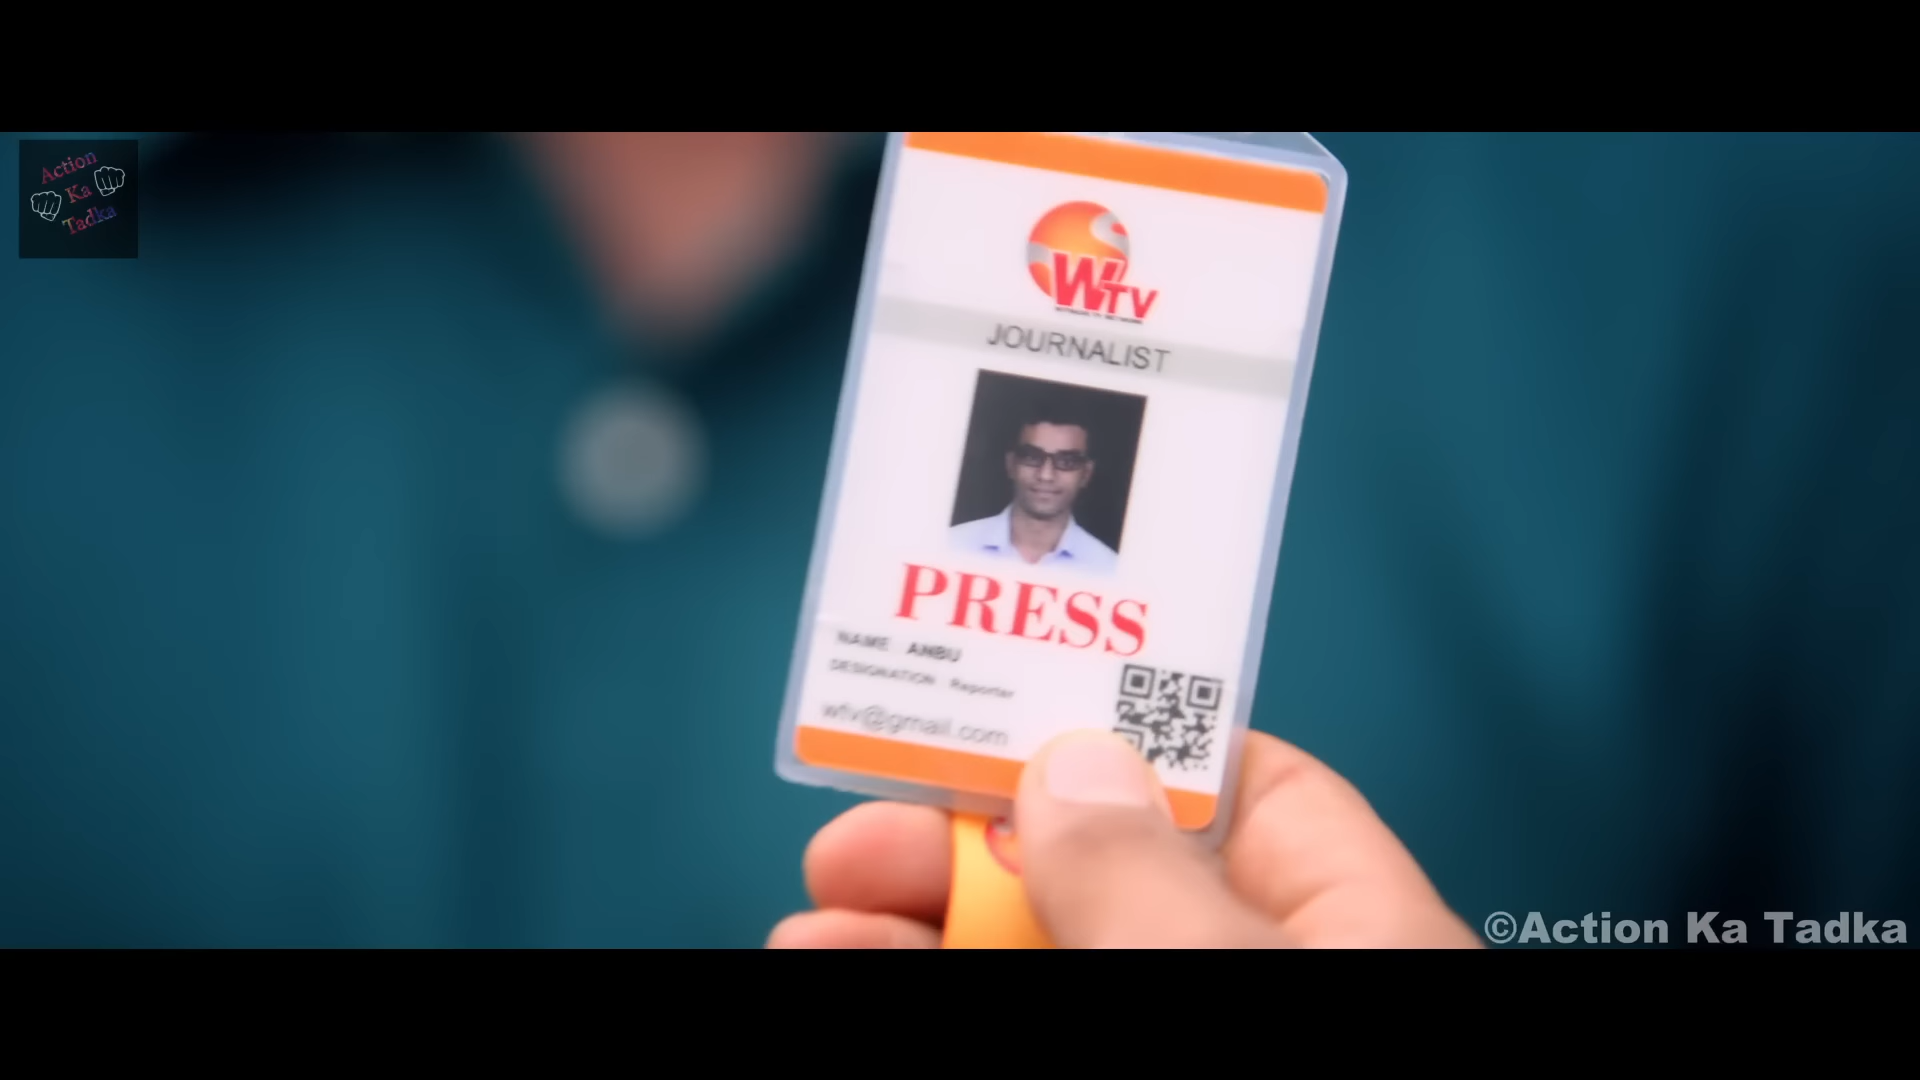 Action
Ka
Tadka
WTV
JOURNALIST
PRESS
NAME ANBU
DESIGNATION : Reporter
wtv@gmail.com
©Action Ka Tadka